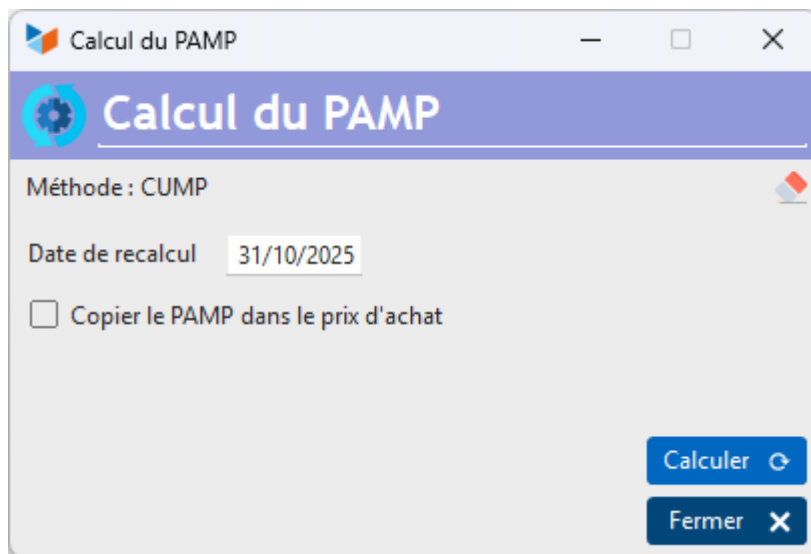 Calcul du PAMP
Calcul du PAMP
Méthode : CUMP
Date de recalcul 31/10/2025
Copier le PAMP dans le prix d'achat
Calculer
Fermer